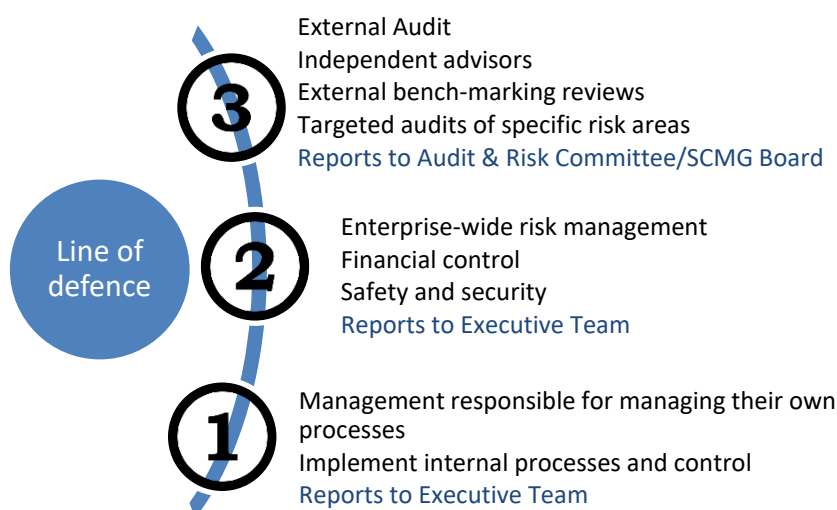 External Audit
Independent advisors
3
External bench-marking reviews
Targeted audits of specific risk areas
Reports to Audit & Risk Committee/SCMG Board
Line of
defence
Enterprise-wide risk management
2
Financial control
Safety and security
Reports to Executive Team
Management responsible for managing their own
processes
1
Implement internal processes and control
Reports to Executive Team